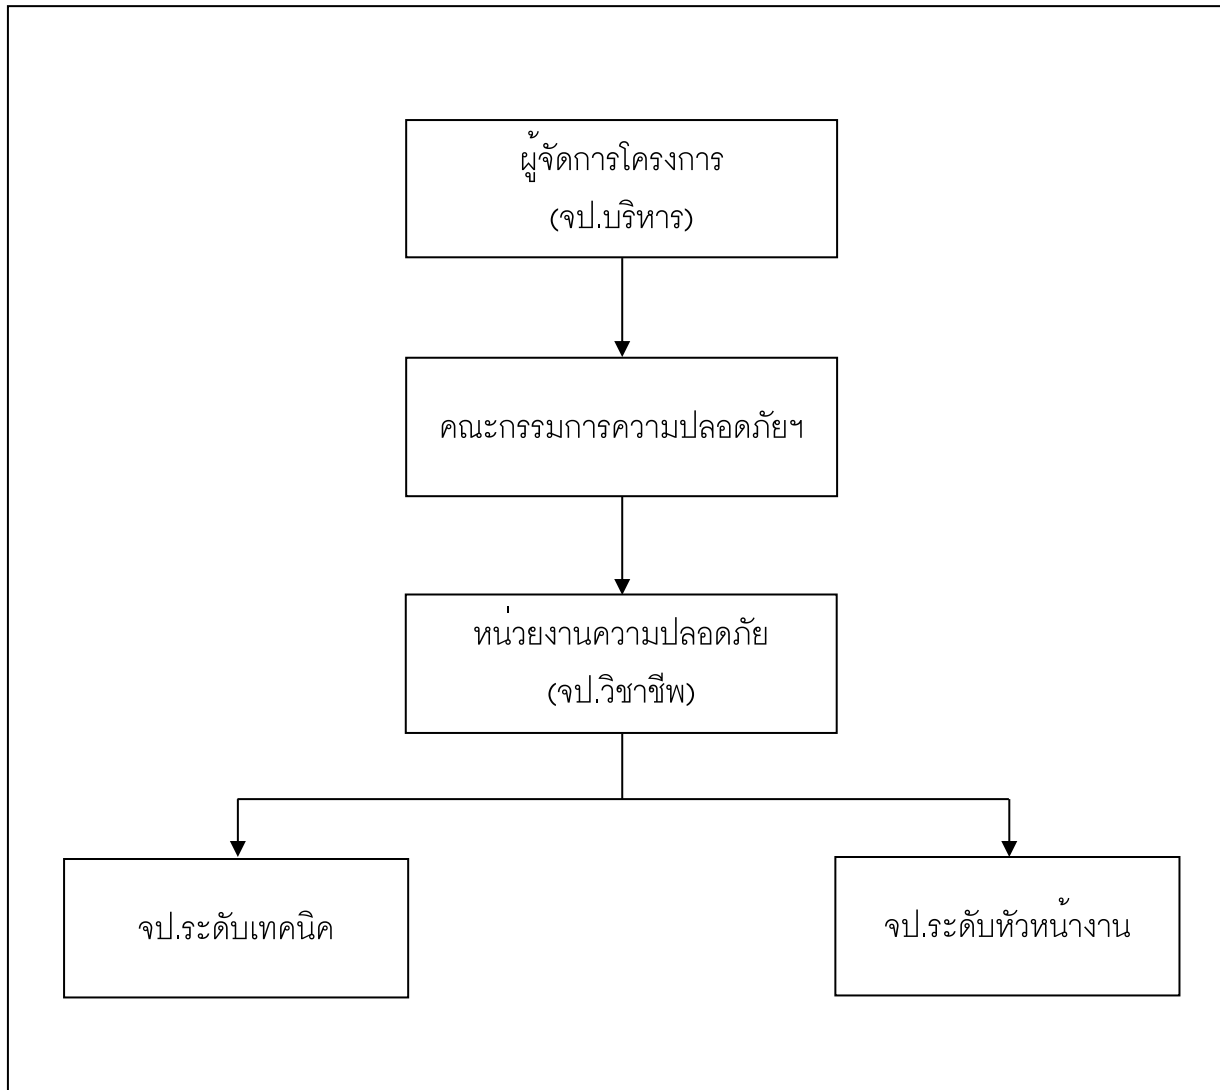 ผู้จัดการโครงการ
(จป.บริหาร)
คณะกรรมการความปลอดภัยฯ
หน่วยงานความปลอดภัย
(จป.วิชาชีพ)
จป.ระดับเทคนิค
จป.ระดับหัวหน้างาน